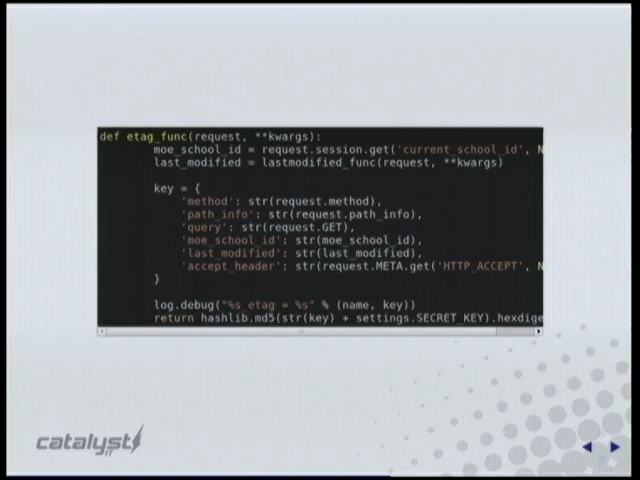 def etag_func(request, **kwargs):
moe_school_id = request.session.get('current_school_id', N
last_modified = lastmodified_func(request, **kwargs)
key = {
'method': str(request.method),
'path_info': str(request.path_info),
'query': str(request.GET),
'moe_school_id': str(moe_school_id),
'last_modified': str(last_modified),
'accept_header': str(request.META.get('HTTP_ACCEPT', N
}
log.debug("%s etag = %s" % (name, key))
return hashlib.md5(str(key) + settings.SECRET_KEY).hexdige
catalyst
IT